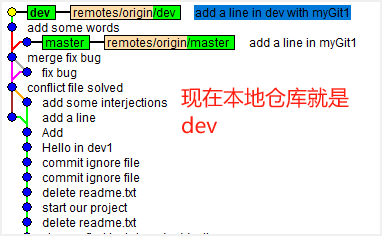 dev remotes/origin/dev add a line in dev with myGit1
add some words
master remotes/origin/master add a line in myGit1
merge fix bug
fix bug
conflict file solved
add some interjections
add a line
Add
Hello in dev1
commit ignore file
commit ignore file
delete readme.txt
start our project
delete readme.txt
现在本地仓库就是
dev